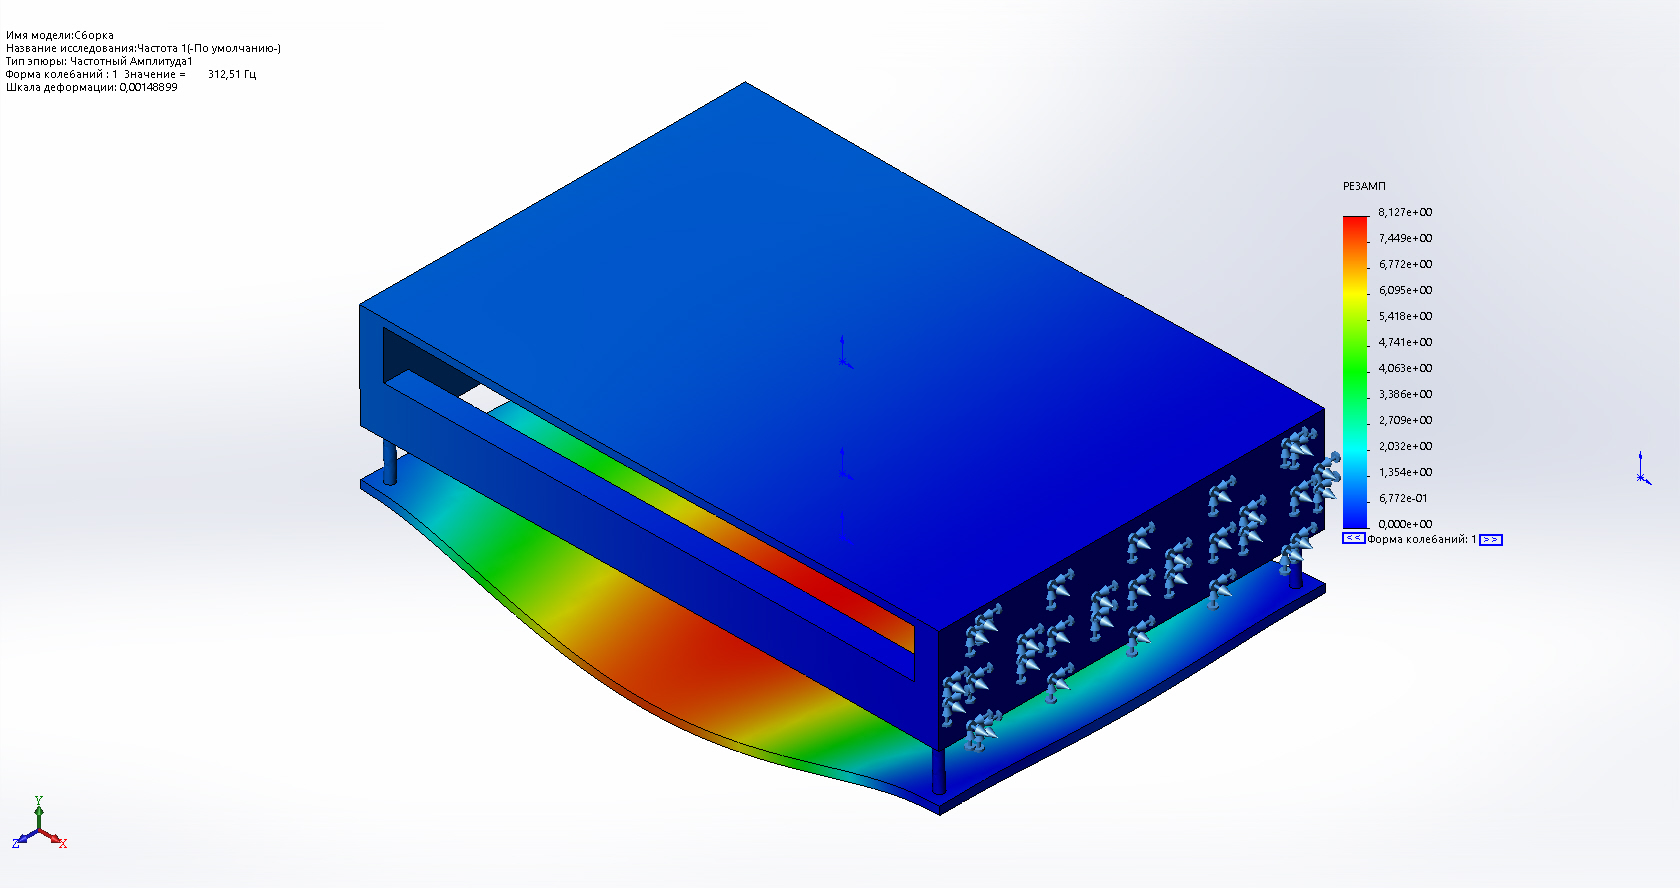 Имя модели:Сборка
Название исследования:Частота 1(-По умолчанию-)
Тип эпюры: Частотный Амплитуда1
Форма колебаний : 1 Значение = 312,51 Гц
Шкала деформации: 0,00148899
РЕЗАМП
8,127e+00
7,449e+00
6,772e+00
6,095e+00
5,418e+00
4,741e+00
4,063e+00
3,386e+00
2,709e+00
2,032e+00
1,354e+00
6,772e-01
0,000e+00
<< Форма колебаний: 1 >>
Y
Z X